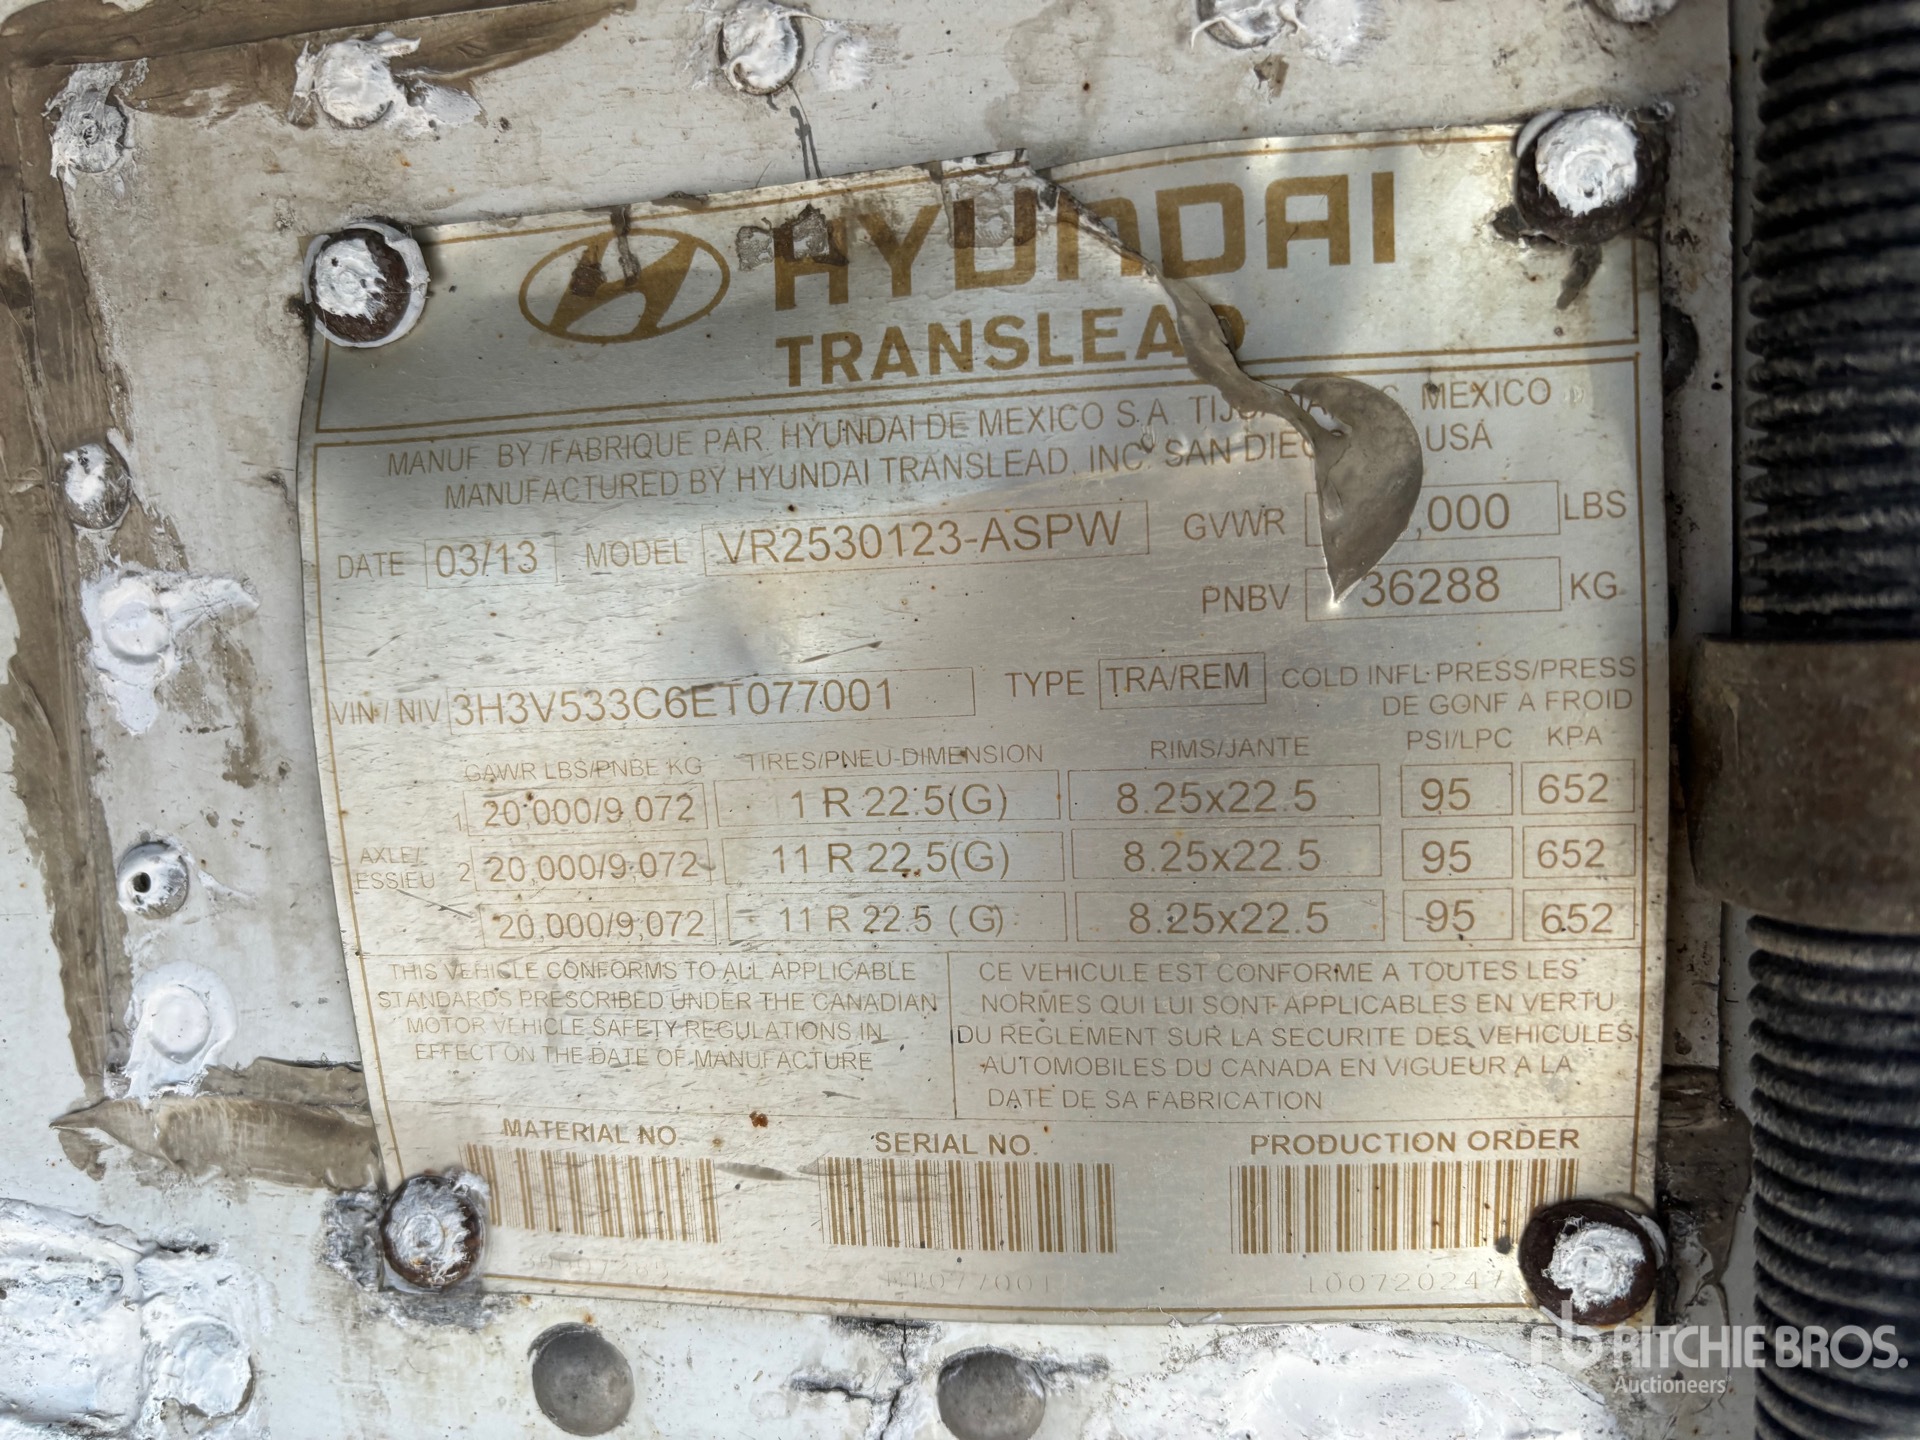 HYUNDAI
TRANSLEAD
MANUF BY /FABRIQUE PAR. HYUNDAI DE MEXICO S.A. MEXICO
MANUFACTURED BY HYUNDAI TRANSLEAD, INC. SAN USA
DATE 03/13 MODEL VR2530123-ASPW GVWR ,000 LBS
PNBV 36288 KG
VIN / NIV 3H3V533C6ET077001 TYPE TRA/REM COLD INFL-PRESS/PRESS
DE GONF A FROID
GAWR LBS/PNBE KG TIRES/PNEU-DIMENSION RIMS/JANTE PSI/LPC KPA
1 20,000/9,072 1 R 22.5(G) 8.25x22.5 95 652
AXLE/
ESSIEU 2 20,000/9,072 11 R 22.5(G) 8.25x22.5 95 652
20,000/9,072 11 R 22.5 (G) 8.25x22.5 95 652
THIS VEHICLE CONFORMS TO ALL APPLICABLE
STANDARDS PRESCRIBED UNDER THE CANADIAN
MOTOR VEHICLE SAFETY REGULATIONS IN
EFFECT ON THE DATE OF MANUFACTURE
CE VEHICULE EST CONFORME A TOUTES LES
NORMES QUI LUI SONT APPLICABLES EN VERTU
DU REGLEMENT SUR LA SECURITE DES VEHICULES
AUTOMOBILES DU CANADA EN VIGUEUR A LA
DATE DE SA FABRICATION
MATERIAL NO. SERIAL NO. PRODUCTION ORDER
100720247
rb RITCHIE BROS.
Auctioneers